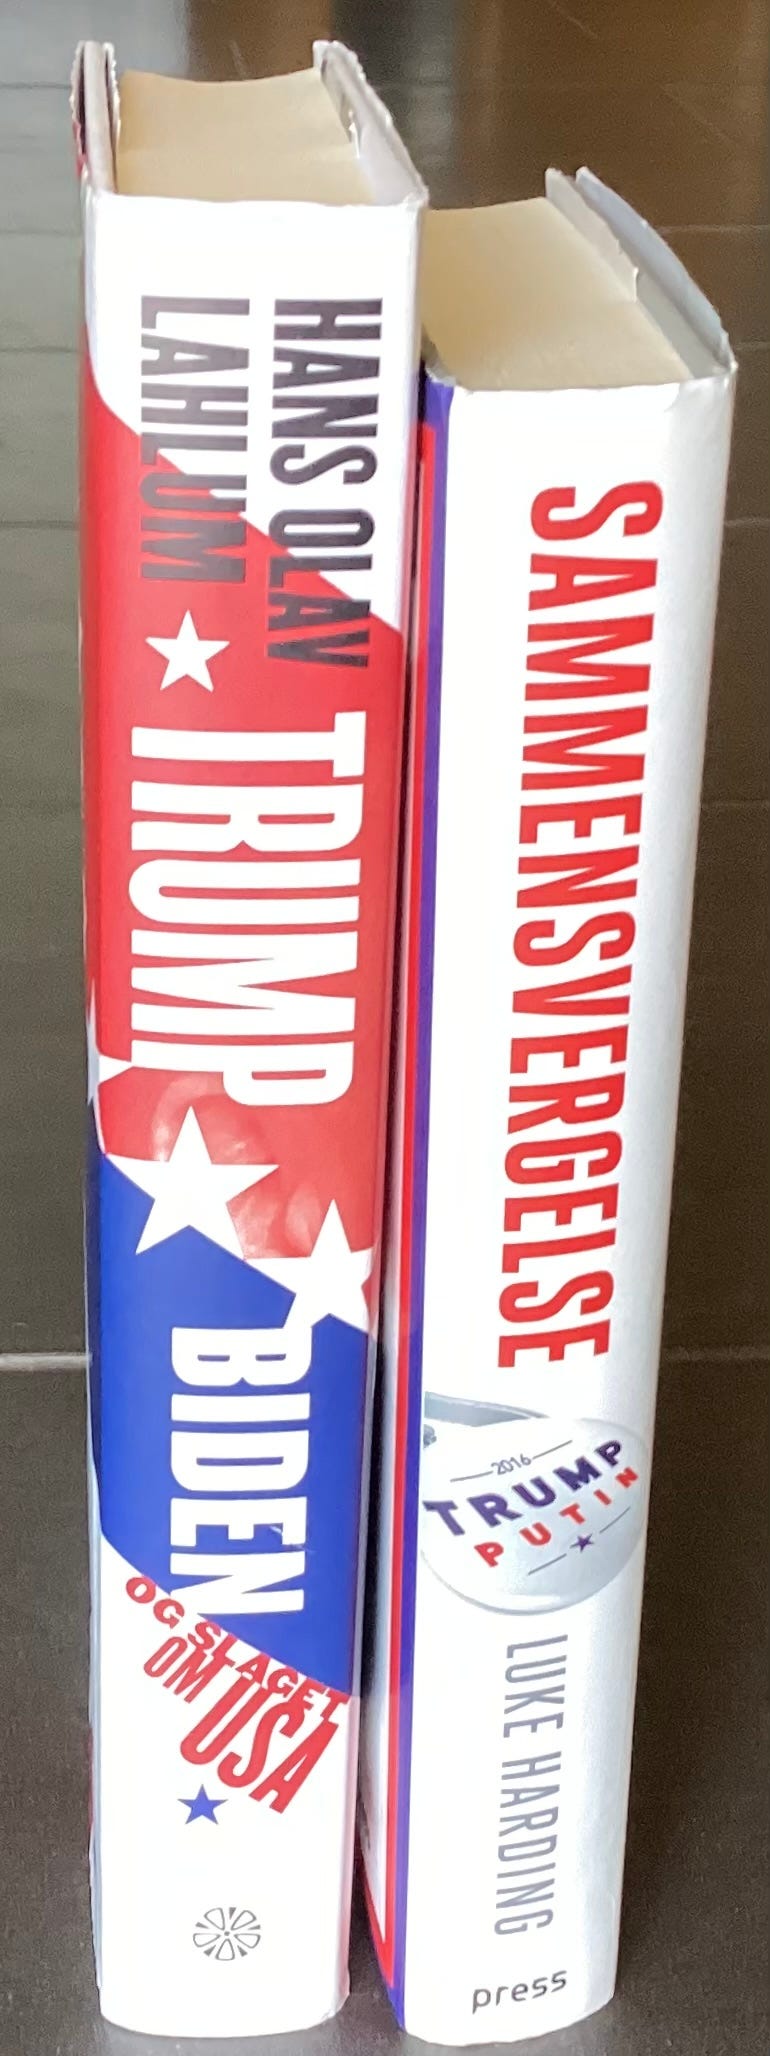 HANS OLAV
LAHLUM
TRUMP
BIDEN
OG SLAGET
OM USA
SAMMENSVERGELSE
2016
TRUMP
PUTIN
LUKE HARDING
press